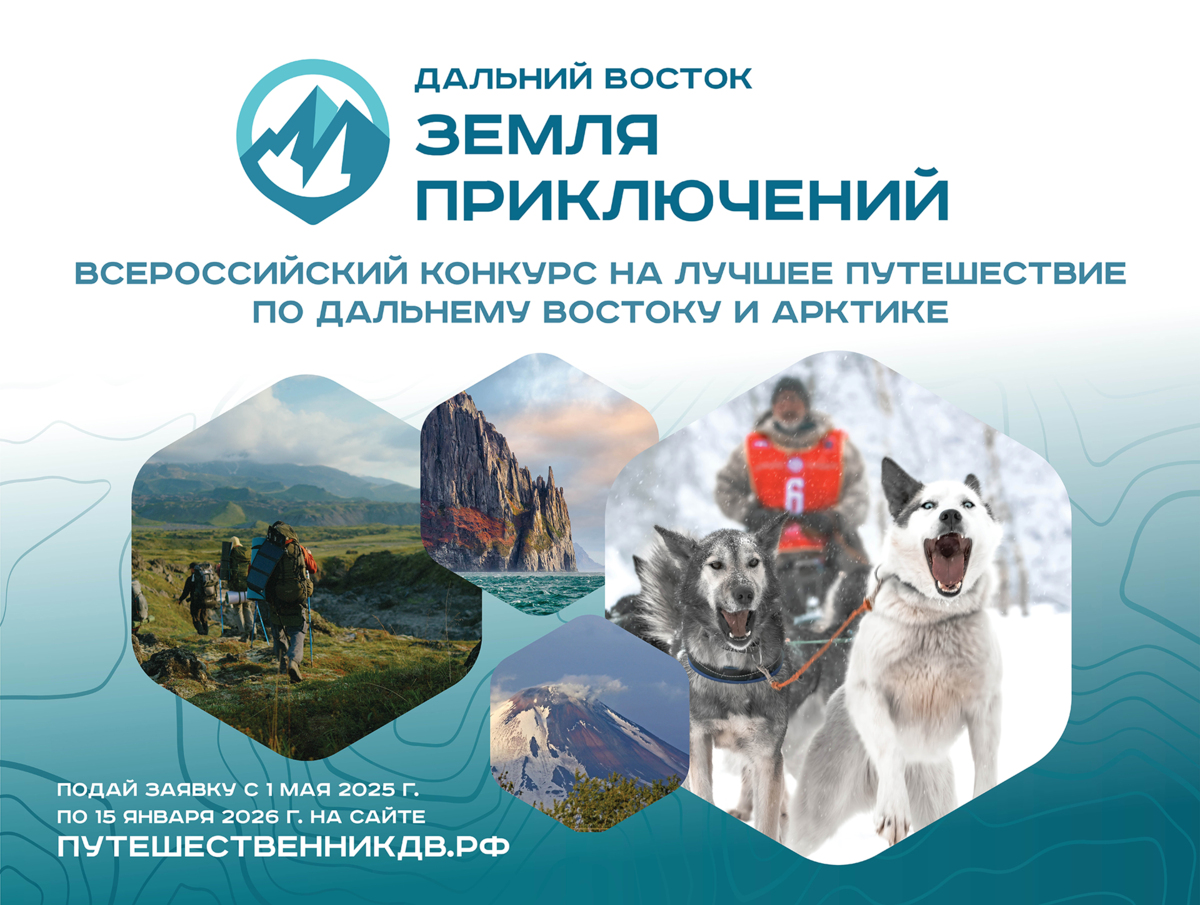 ДАЛЬНИЙ ВОСТОК
ЗЕМЛЯ
ПРИКЛЮЧЕНИЙ
ВСЕРОССИЙСКИЙ КОНКУРС НА ЛУЧШЕЕ ПУТЕШЕСТВИЕ
ПО ДАЛЬНЕМУ ВОСТОКУ И АРКТИКЕ
6
ПОДАЙ ЗАЯВКУ С 1 МАЯ 2025 Г.
ПО 15 ЯНВАРЯ 2026 Г. НА САЙТЕ
ПУТЕШЕСТВЕННИКДВ.РФ